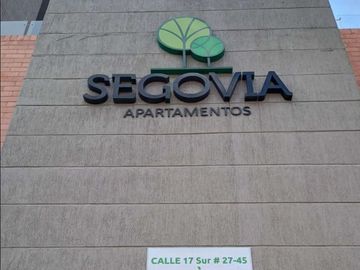 SEGOVIA
APARTAMENTOS
CALLE 17 Sur # 27-45